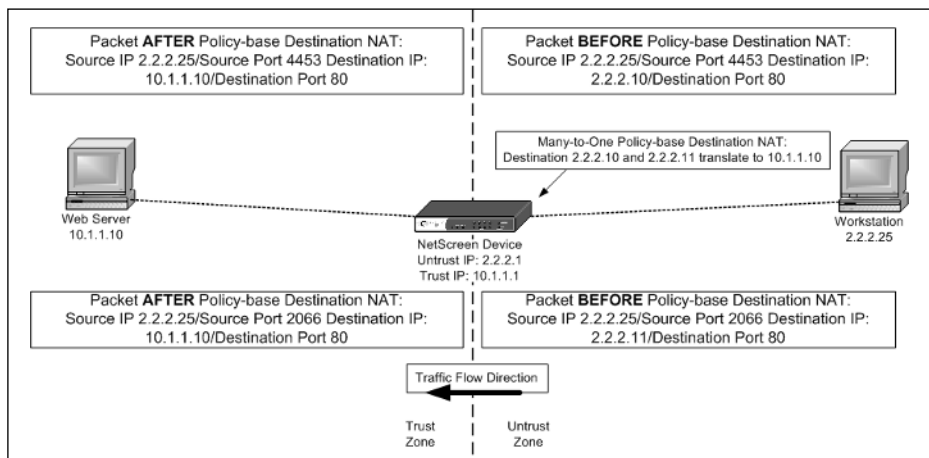 Packet AFTER Policy-base Destination NAT:
Source IP 2.2.2.25/Source Port 4453 Destination IP:
10.1.1.10/Destination Port 80
Packet BEFORE Policy-base Destination NAT:
Source IP 2.2.2.25/Source Port 4453 Destination IP:
2.2.2.10/Destination Port 80
Many-to-One Policy-base Destination NAT:
Destination 2.2.2.10 and 2.2.2.11 translate to 10.1.1.10
Web Server
10.1.1.10
NetScreen Device
Untrust IP: 2.2.2.1
Trust IP: 10.1.1.1
Workstation
2.2.2.25
Packet AFTER Policy-base Destination NAT:
Source IP 2.2.2.25/Source Port 2066 Destination IP:
10.1.1.10/Destination Port 80
Packet BEFORE Policy-base Destination NAT:
Source IP 2.2.2.25/Source Port 2066 Destination IP:
2.2.2.11/Destination Port 80
Traffic Flow Direction
Trust
Zone
Untrust
Zone